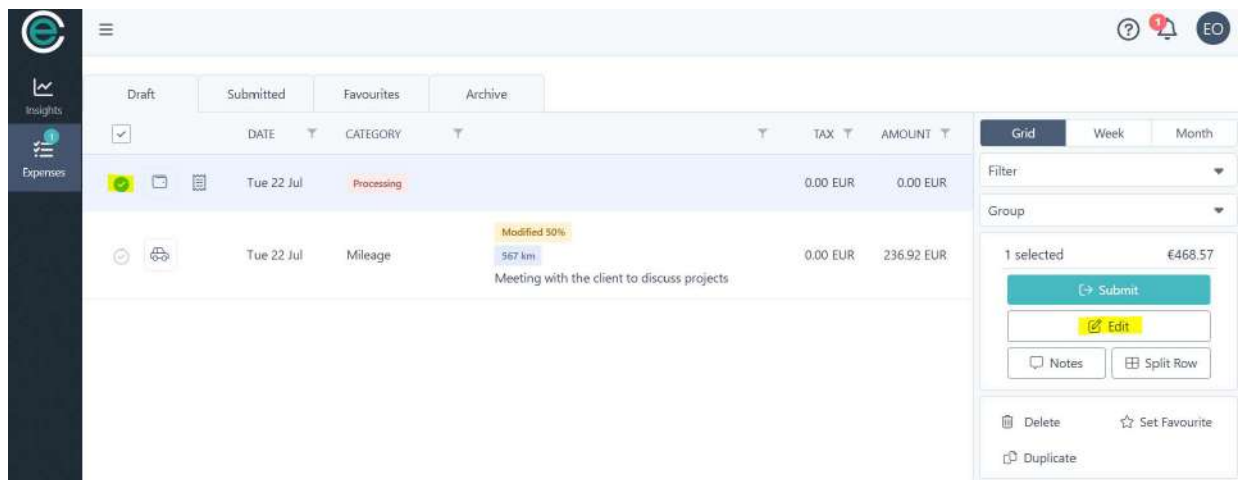 1
EO
Insights
1
Expenses
Draft Submitted Favourites Archive
DATE CATEGORY TAX AMOUNT
Tue 22 Jul Processing 0.00 EUR 0.00 EUR
Modified 50%
Tue 22 Jul Mileage 567 km 0.00 EUR 236.92 EUR
Meeting with the client to discuss projects
Grid Week Month
Filter
Group
1 selected €468.57
Submit
Edit
Notes Split Row
Delete Set Favourite
Duplicate